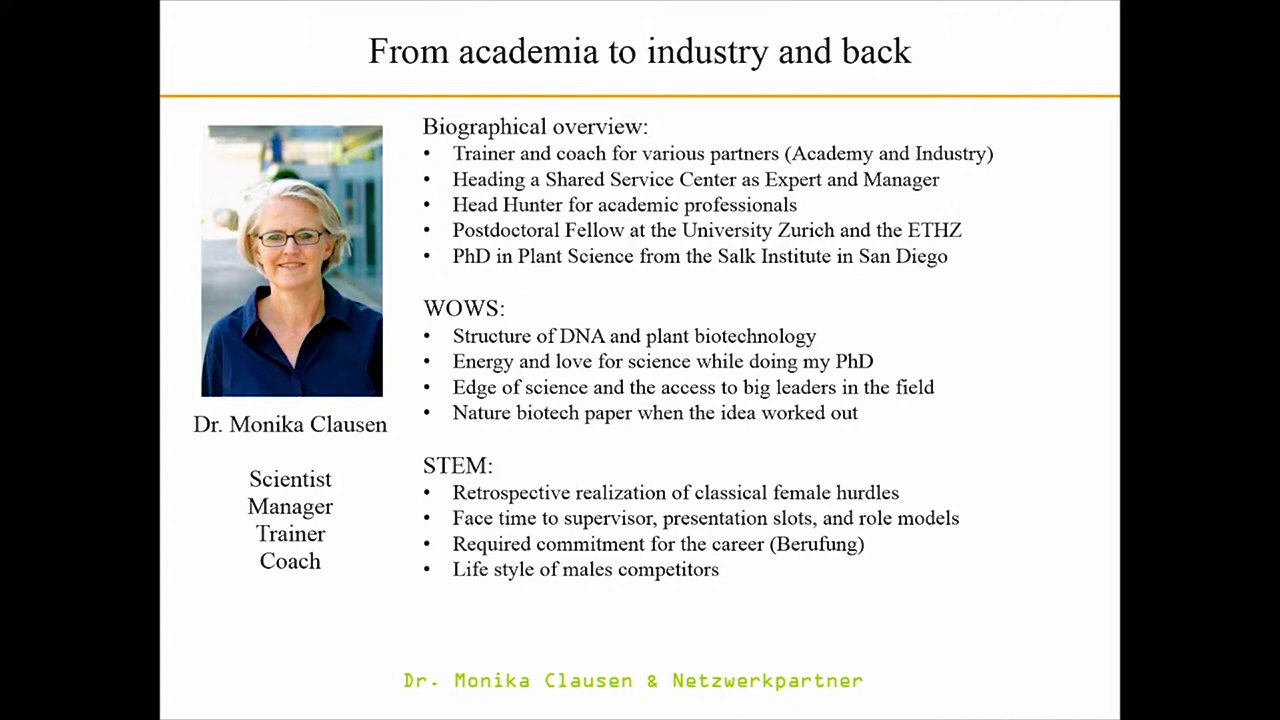 From academia to industry and back
Biographical overview:
• Trainer and coach for various partners (Academy and Industry)
• Heading a Shared Service Center as Expert and Manager
• Head Hunter for academic professionals
• Postdoctoral Fellow at the University Zurich and the ETHZ
• PhD in Plant Science from the Salk Institute in San Diego
WOWS:
• Structure of DNA and plant biotechnology
• Energy and love for science while doing my PhD
• Edge of science and the access to big leaders in the field
• Nature biotech paper when the idea worked out
STEM:
• Retrospective realization of classical female hurdles
• Face time to supervisor, presentation slots, and role models
• Required commitment for the career (Berufung)
• Life style of males competitors
Dr. Monika Clausen
Scientist
Manager
Trainer
Coach
Dr. Monika Clausen & Netzwerkpartner